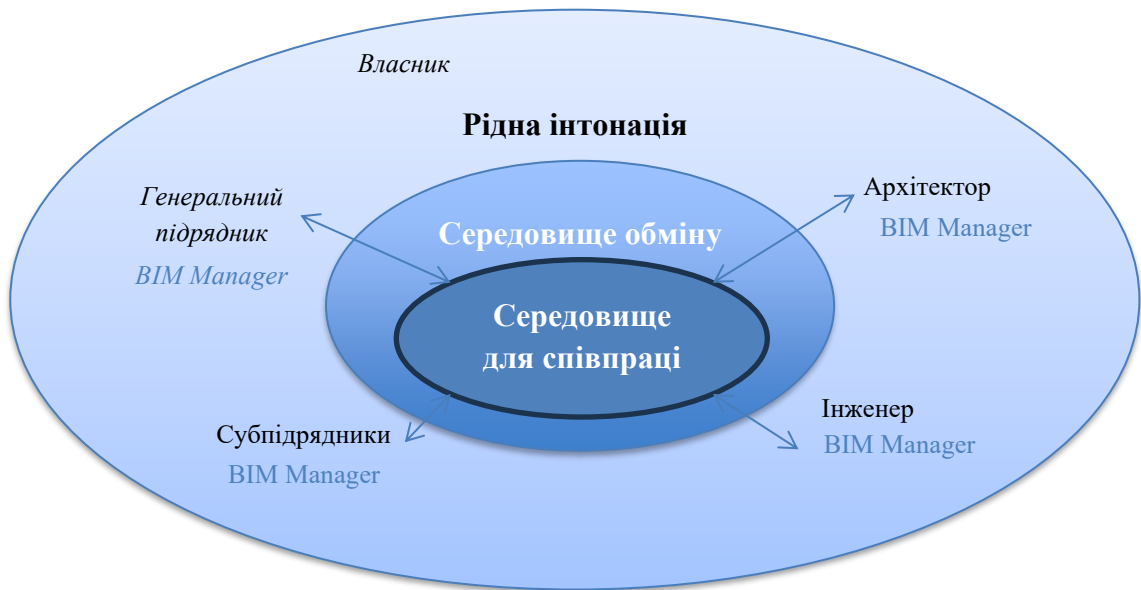 Власник
Рідна інтонація
Генеральний
підрядник
BIM Manager
Архітектор
BIM Manager
Середовище обміну
Середовище
для співпраці
Субпідрядники
BIM Manager
Інженер
BIM Manager